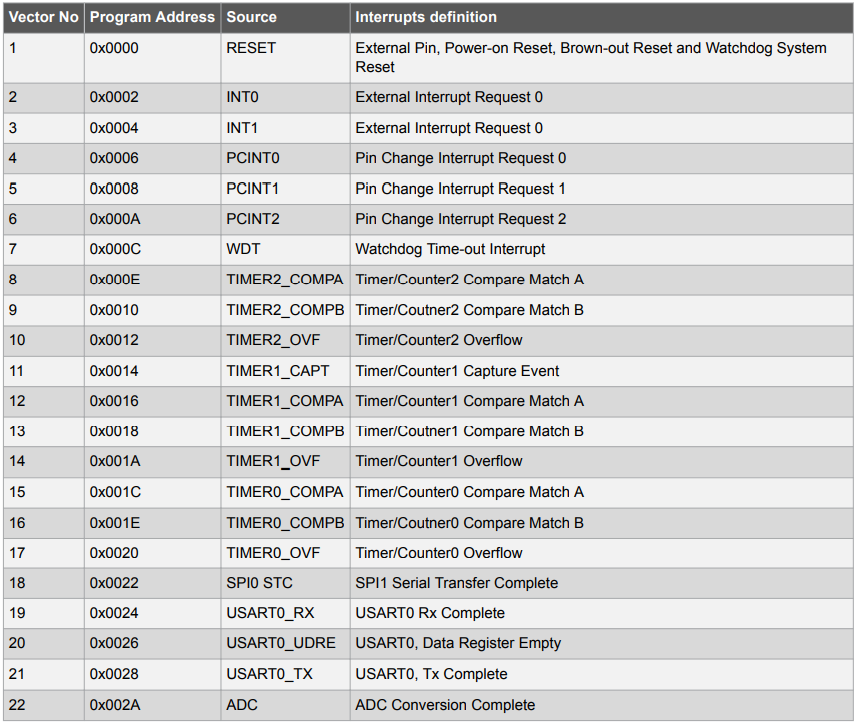 Vector No Program Address Source Interrupts definition
1 0x0000 RESET External Pin, Power-on Reset, Brown-out Reset and Watchdog System
Reset
2 0x0002 INT0 External Interrupt Request 0
3 0x0004 INT1 External Interrupt Request 0
4 0x0006 PCINT0 Pin Change Interrupt Request 0
5 0x0008 PCINT1 Pin Change Interrupt Request 1
6 0x000A PCINT2 Pin Change Interrupt Request 2
7 0x000C WDT Watchdog Time-out Interrupt
8 0x000E TIMER2_COMPA Timer/Counter2 Compare Match A
9 0x0010 TIMER2_COMPB Timer/Coutner2 Compare Match B
10 0x0012 TIMER2_OVF Timer/Counter2 Overflow
11 0x0014 TIMER1_CAPT Timer/Counter1 Capture Event
12 0x0016 TIMER1_COMPA Timer/Counter1 Compare Match A
13 0x0018 TIMER1_COMPB Timer/Coutner1 Compare Match B
14 0x001A TIMER1_OVF Timer/Counter1 Overflow
15 0x001C TIMER0_COMPA Timer/Counter0 Compare Match A
16 0x001E TIMER0_COMPB Timer/Coutner0 Compare Match B
17 0x0020 TIMER0_OVF Timer/Counter0 Overflow
18 0x0022 SPI0 STC SPI1 Serial Transfer Complete
19 0x0024 USART0_RX USART0 Rx Complete
20 0x0026 USART0_UDRE USART0, Data Register Empty
21 0x0028 USART0_TX USART0, Tx Complete
22 0x002A ADC ADC Conversion Complete